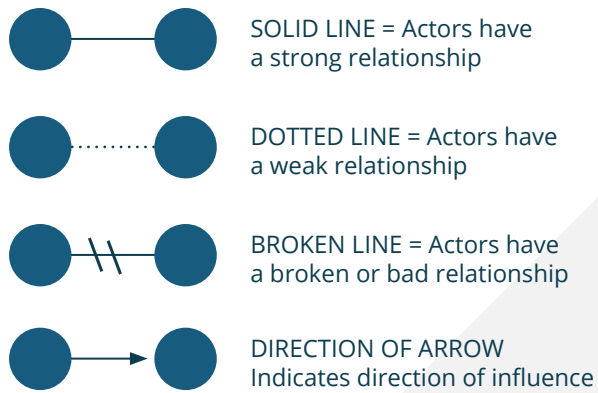 SOLID LINE = Actors have
a strong relationship
DOTTED LINE = Actors have
a weak relationship
BROKEN LINE = Actors have
a broken or bad relationship
DIRECTION OF ARROW
Indicates direction of influence